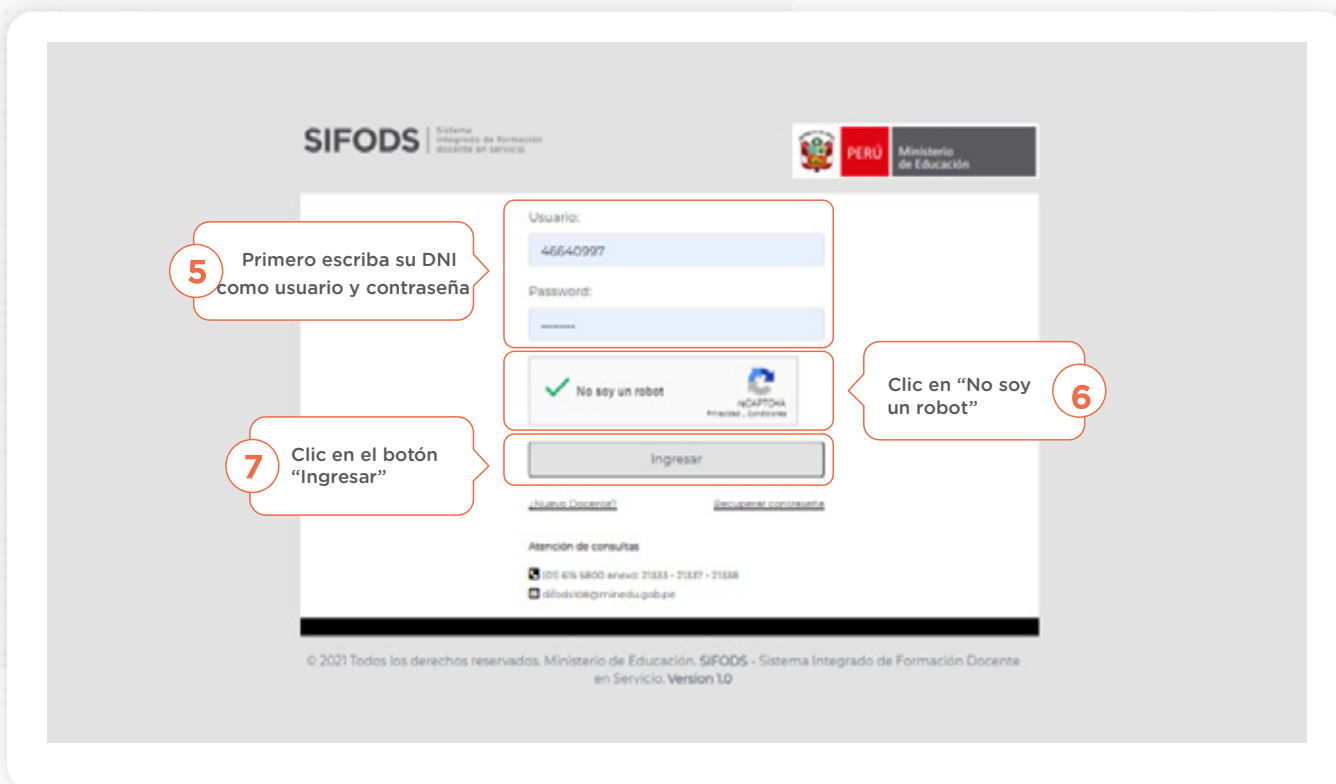 SIFODS
Sistema
integrado de formación
docente en servicio
PERÚ
Ministerio
de Educación
5
Primero escriba su DNI
como usuario y contraseña
Usuario:
46640997
Password:
No soy un robot
reCAPTCHA
Privacidad - Condiciones
6
Clic en “No soy
un robot”
7
Clic en el botón
“Ingresar”
Ingresar
¿Nuevo Docente?
Recuperar contraseña
Atención de consultas
(01) 615 5800 anexo: 21333 - 21337 - 21338
difods108@minedu.gob.pe
© 2021 Todos los derechos reservados. Ministerio de Educación. SIFODS - Sistema Integrado de Formación Docente
en Servicio. Version 1.0